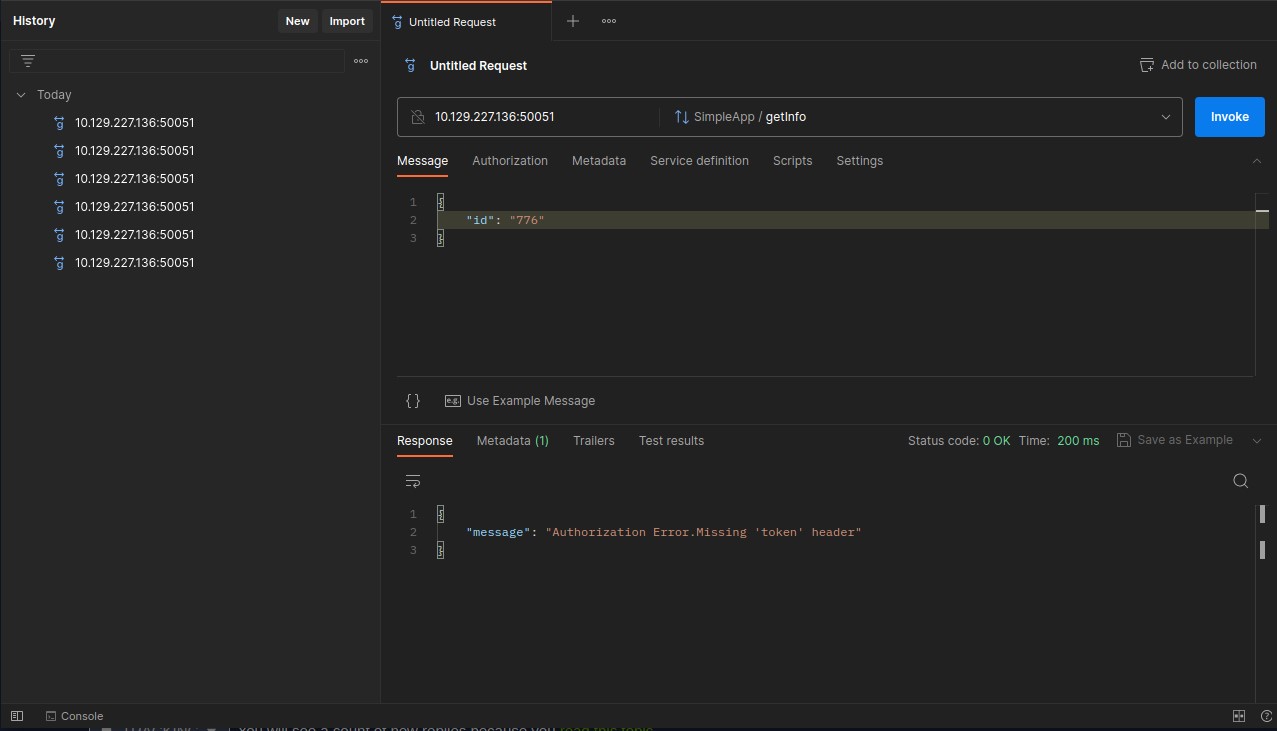 History
New
Import
Untitled Request
Today
10.129.227.136:50051
10.129.227.136:50051
10.129.227.136:50051
10.129.227.136:50051
10.129.227.136:50051
10.129.227.136:50051
Untitled Request
Add to collection
10.129.227.136:50051
SimpleApp / getInfo
Invoke
Message Authorization Metadata Service definition Scripts Settings
1 {
2 "id": "776"
3 }
{} e.g. Use Example Message
Response Metadata (1) Trailers Test results
Status code: 0 OK Time: 200 ms Save as Example
1 {
2 "message": "Authorization Error.Missing 'token' header"
3 }
Console
you will see a count of new replies because you read this topic.